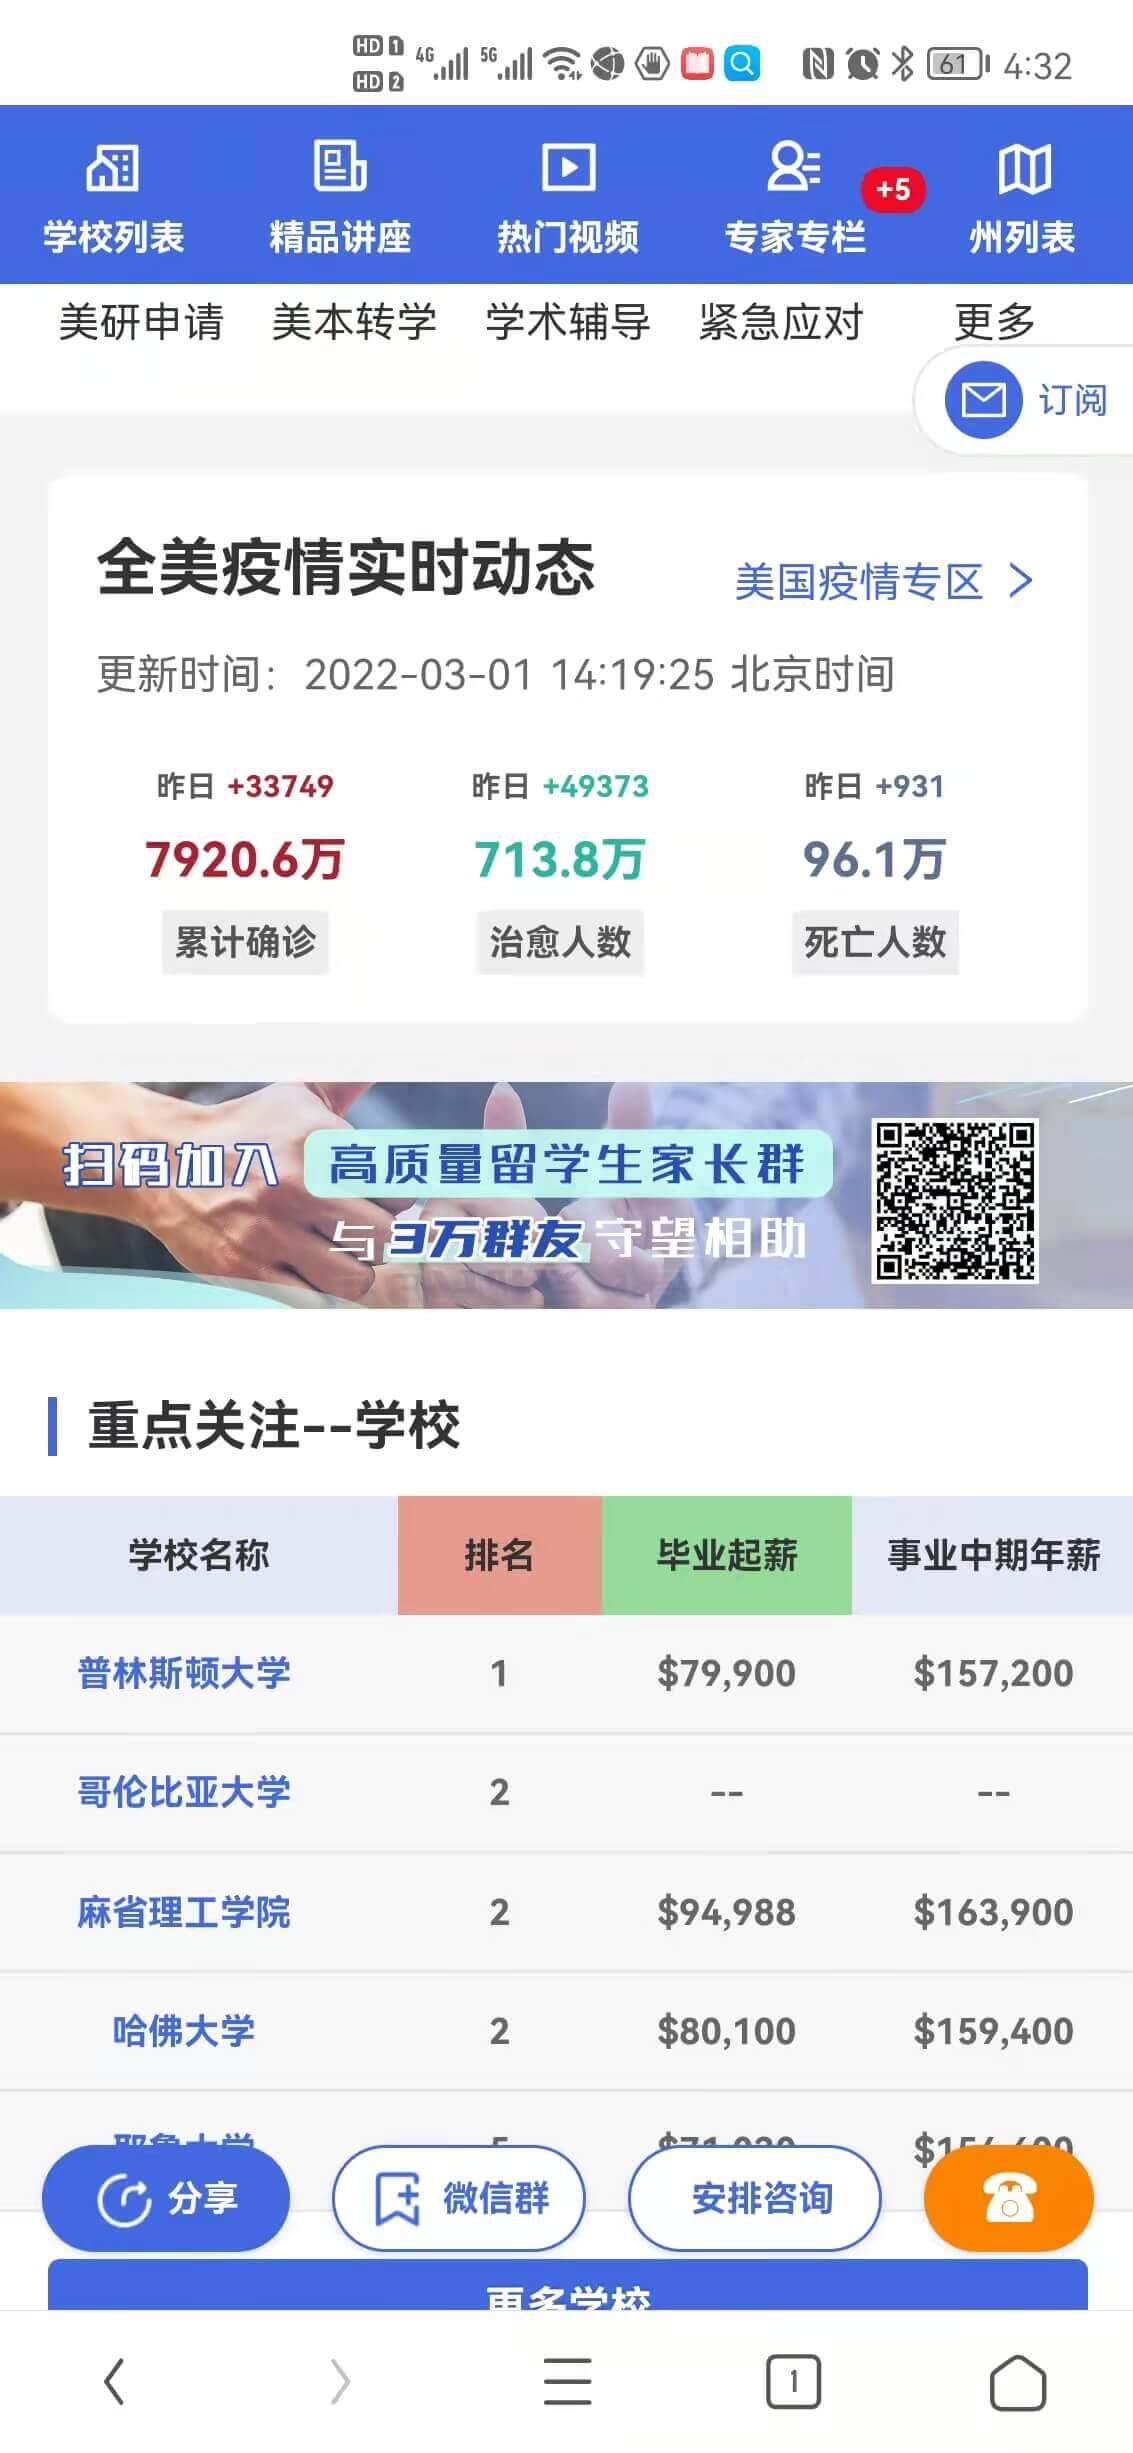 HD 1 4G 5G 61 4:32
HD 2
学校列表 精品讲座 热门视频 专家专栏 +5 州列表
美研申请 美本转学 学术辅导 紧急应对 更多
订阅
全美疫情实时动态 美国疫情专区
更新时间：2022-03-01 14:19:25 北京时间
昨日 +33749 昨日 +49373 昨日 +931
7920.6万 713.8万 96.1万
累计确诊 治愈人数 死亡人数
扫码加入 高质量留学生家长群
与3万群友守望相助
重点关注--学校
学校名称 排名 毕业起薪 事业中期年薪
普林斯顿大学 1 $79,900 $157,200
哥伦比亚大学 2 -- --
麻省理工学院 2 $94,988 $163,900
哈佛大学 2 $80,100 $159,400
耶鲁大学 5
分享 微信群 安排咨询
更多学校
1